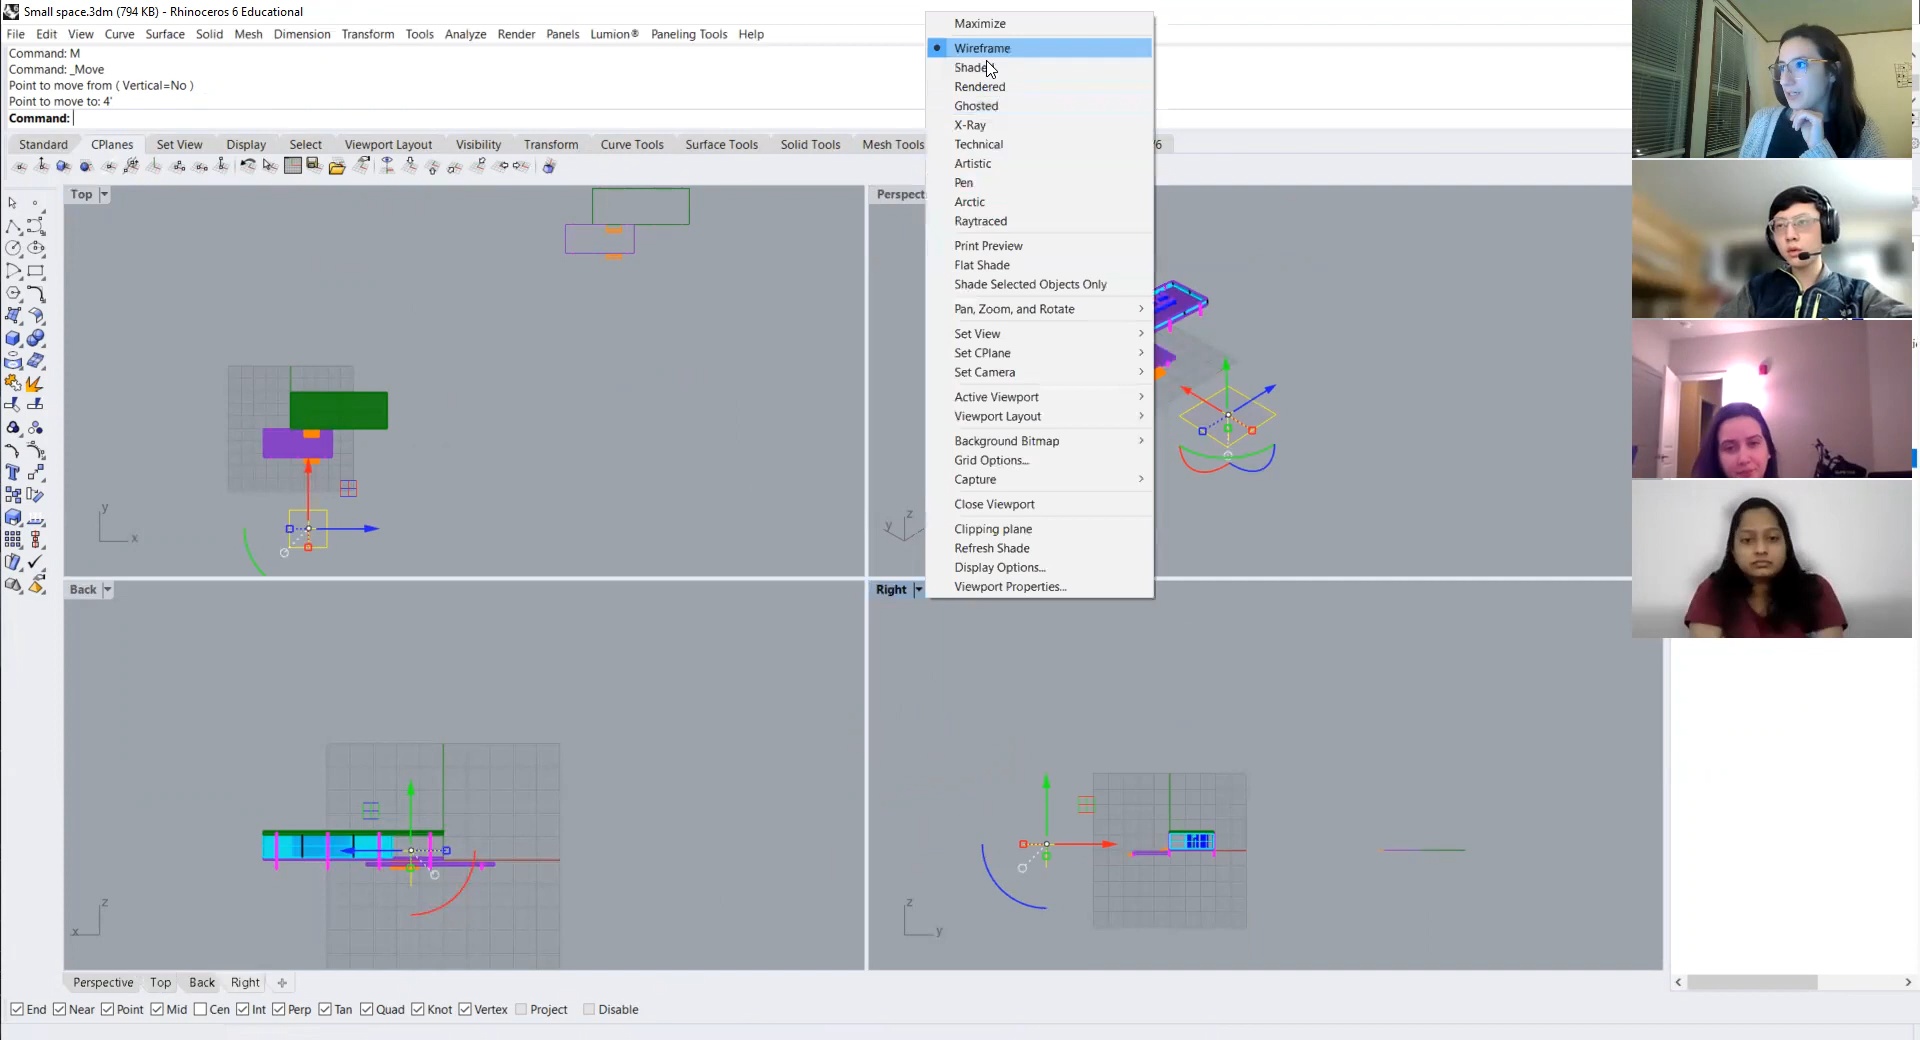 Small space.3dm (794 KB) - Rhinoceros 6 Educational
File Edit View Curve Surface Solid Mesh Dimension Transform Tools Analyze Render Panels Lumion® Paneling Tools Help
Command: M
Command: _Move
Point to move from ( Vertical=No )
Point to move to: 4'
Command:
Standard CPlanes Set View Display Select Viewport Layout Visibility Transform Curve Tools Surface Tools Solid Tools Mesh Tools
Maximize
Wireframe
Shade
Rendered
Ghosted
X-Ray
Technical
Artistic
Pen
Arctic
Raytraced
Print Preview
Flat Shade
Shade Selected Objects Only
Pan, Zoom, and Rotate
Set View
Set CPlane
Set Camera
Active Viewport
Viewport Layout
Background Bitmap
Grid Options...
Capture
Close Viewport
Clipping plane
Refresh Shade
Display Options...
Viewport Properties...
Top
Perspect
y
x
z
y
Back
Right
z
x
z
y
Perspective Top Back Right
End Near Point Mid Cen Int Perp Tan Quad Knot Vertex Project Disable